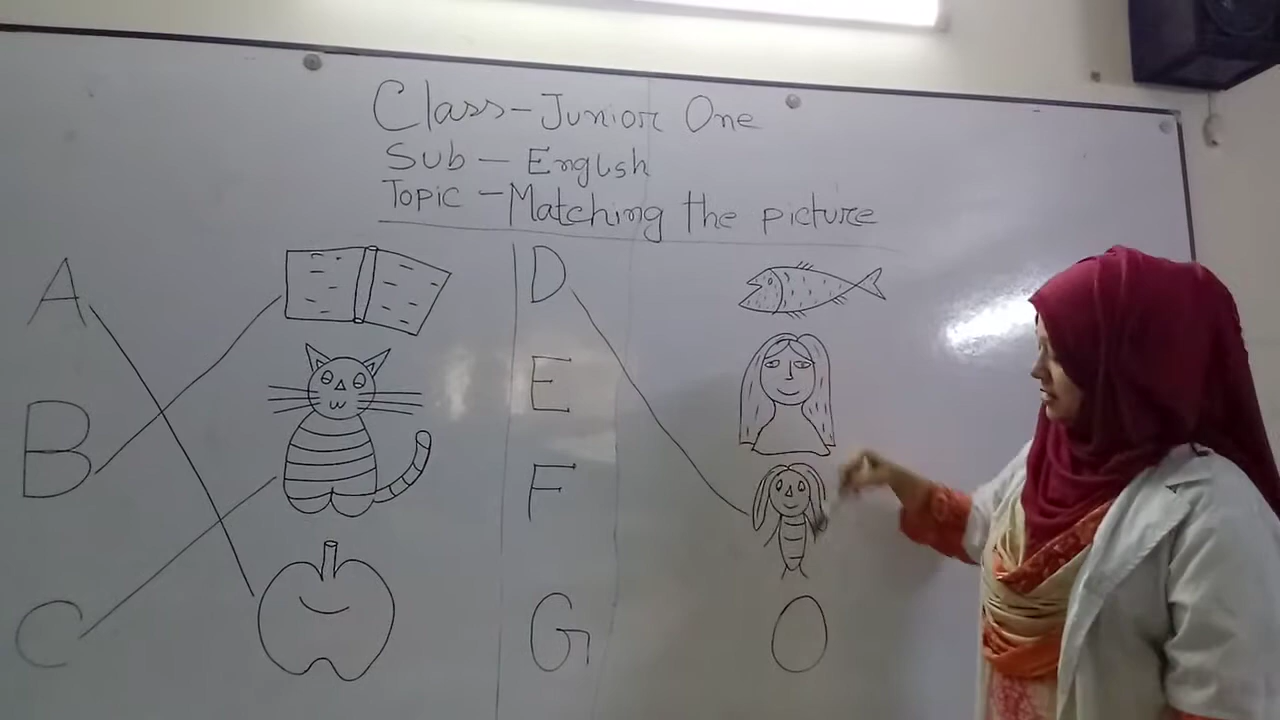 Class-Junior One
Sub - English
Topic - Matching the picture
A
B
C
D
E
F
G